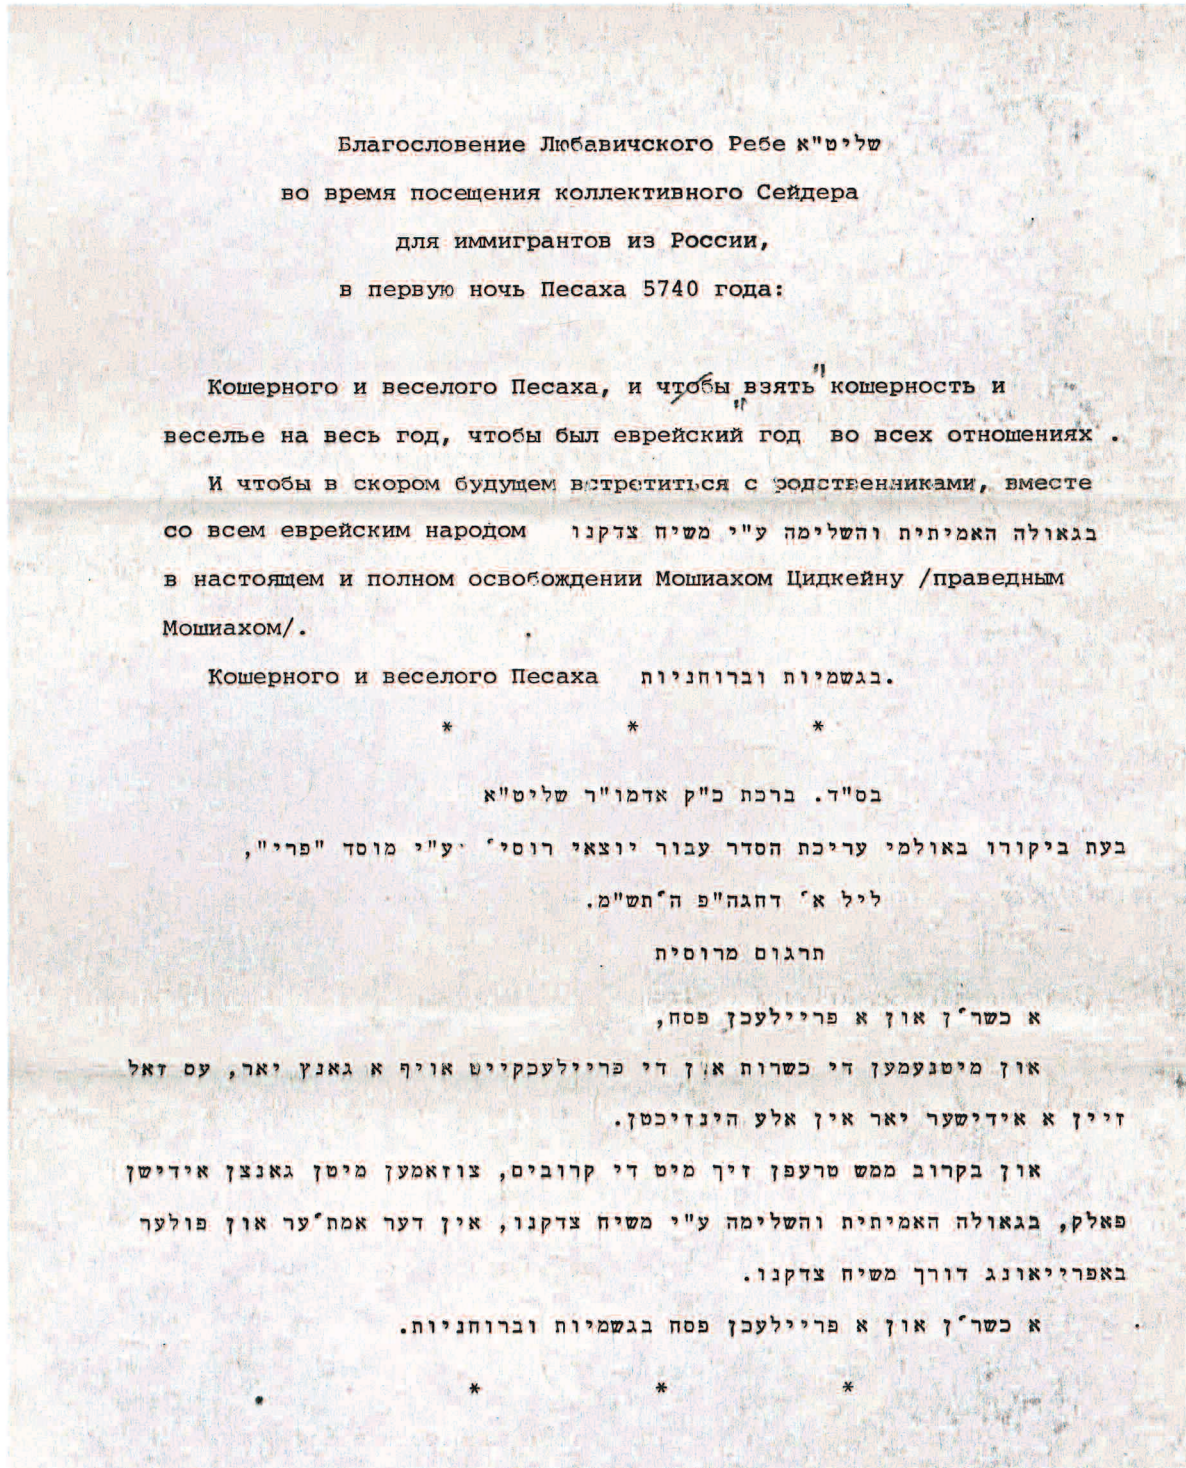 Благословение Любавичского Ребе שליט"א
во время посещения коллективного Сейдера
для иммигрантов из России,
в первую ночь Песаха 5740 года:
Кошерного и веселого Песаха, и чтобы взять "кошерность и
веселье" на весь год, чтобы был еврейский год во всех отношениях .
И чтобы в скором будущем встретиться с родственниками, вместе
со всем еврейским народом בגאולה האמיתית והשלימה ע"י משיח צדקנו
в настоящем и полном освобождении Мошиахом Цидкейну /праведным
Мошиахом/.
Кошерного и веселого Песаха בגשמיות וברוחניות.
* * *
בס"ד. ברכת כ"ק אדמו"ר שליט"א
בעת ביקורו באולמי עריכת הסדר עבור יוצאי רוסי' ע"י מוסד "פרי",
ליל א' דחגה"פ ה'תש"מ.
תרגום מרוסית
א כשר'ן און א פריילעכן פסח,
און מיטנעמען די כשרות און די פריילעכקייט אויף א גאנץ יאר, עס זאל
זיין א אידישער יאר אין אלע הינזיכטן.
און בקרוב ממש טרעפן זיך מיט די קרובים, צוזאמען מיטן גאנצן אידישן
פאלק, בגאולה האמיתית והשלימה ע"י משיח צדקנו, אין דער אמת'ער און פולער
באפרייאונג דורך משיח צדקנו.
א כשר'ן און א פריילעכן פסח בגשמיות וברוחניות.
* * *